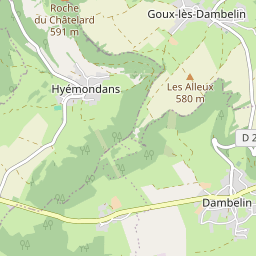 Roche
du Châtelard
591 m
Goux-lès-Dambelin
Hyémondans
Les Alleux
580 m
D 2
Dambelin